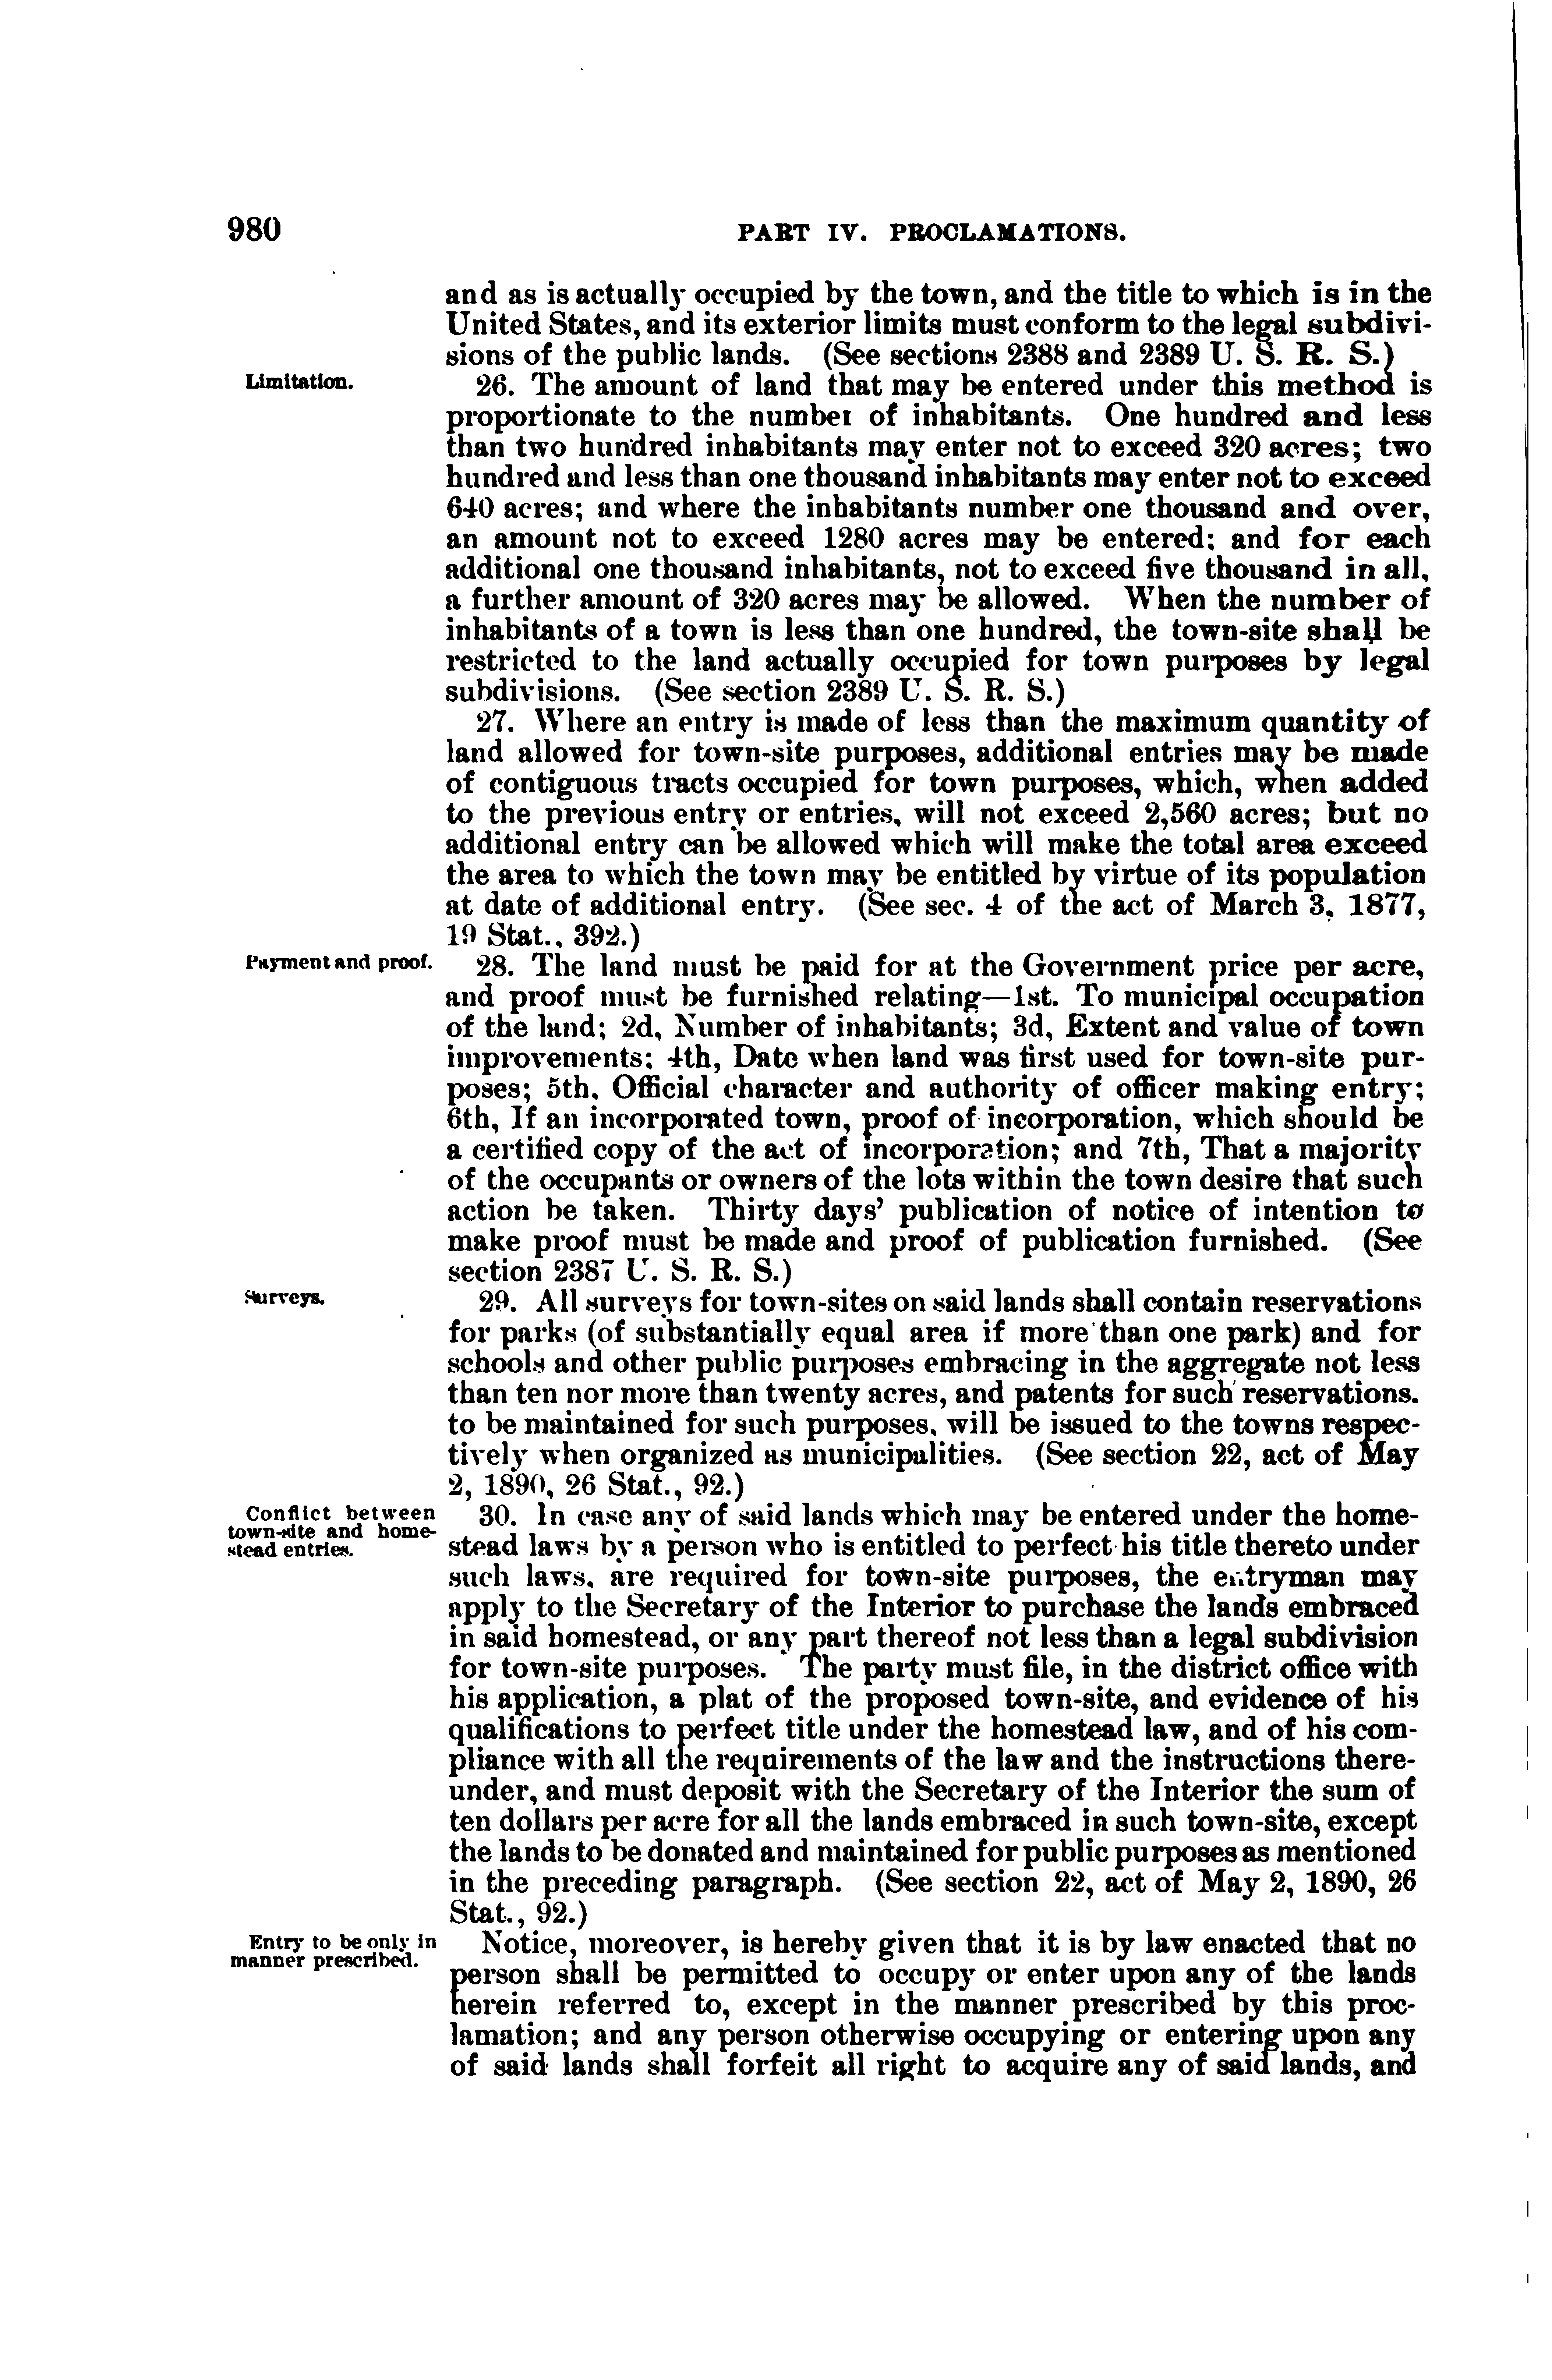 980
PART IV. PROCLAMATIONS.
and as is actually occupied by the town, and the title to which is in the
United States, and its exterior limits must conform to the legal subdivi-
sions of the public lands. (See sections 2388 and 2389 U. S. R. S.)
Limitation.
26. The amount of land that may be entered under this method is
proportionate to the number of inhabitants. One hundred and less
than two hundred inhabitants may enter not to exceed 320 acres; two
hundred and less than one thousand inhabitants may enter not to exceed
640 acres; and where the inhabitants number one thousand and over,
an amount not to exceed 1280 acres may be entered; and for each
additional one thousand inhabitants, not to exceed five thousand in all,
a further amount of 320 acres may be allowed. When the number of
inhabitants of a town is less than one hundred, the town-site shall be
restricted to the land actually occupied for town purposes by legal
subdivisions. (See section 2389 U. S. R. S.)
27. Where an entry is made of less than the maximum quantity of
land allowed for town-site purposes, additional entries may be made
of contiguous tracts occupied for town purposes, which, when added
to the previous entry or entries, will not exceed 2,560 acres; but no
additional entry can be allowed which will make the total area exceed
the area to which the town may be entitled by virtue of its population
at date of additional entry. (See sec. 4 of the act of March 3, 1877,
19 Stat., 392.)
Payment and proof.
28. The land must be paid for at the Government price per acre,
and proof must be furnished relating—1st. To municipal occupation
of the land; 2d, Number of inhabitants; 3d, Extent and value of town
improvements; 4th, Date when land was first used for town-site pur-
poses; 5th, Official character and authority of officer making entry;
6th, If an incorporated town, proof of incorporation, which should be
a certified copy of the act of incorporation; and 7th, That a majority
of the occupants or owners of the lots within the town desire that such
action be taken. Thirty days' publication of notice of intention to
make proof must be made and proof of publication furnished. (See
section 2387 U. S. R. S.)
Surveys.
29. All surveys for town-sites on said lands shall contain reservations
for parks (of substantially equal area if more than one park) and for
schools and other public purposes embracing in the aggregate not less
than ten nor more than twenty acres, and patents for such reservations.
to be maintained for such purposes, will be issued to the towns respec-
tively when organized as municipalities. (See section 22, act of May
2, 1890, 26 Stat., 92.)
Conflict between
town-site and home-
stead entries.
30. In case any of said lands which may be entered under the home-
stead laws by a person who is entitled to perfect his title thereto under
such laws, are required for town-site purposes, the entryman may
apply to the Secretary of the Interior to purchase the lands embraced
in said homestead, or any part thereof not less than a legal subdivision
for town-site purposes. The party must file, in the district office with
his application, a plat of the proposed town-site, and evidence of his
qualifications to perfect title under the homestead law, and of his com-
pliance with all the requirements of the law and the instructions there-
under, and must deposit with the Secretary of the Interior the sum of
ten dollars per acre for all the lands embraced in such town-site, except
the lands to be donated and maintained for public purposes as mentioned
in the preceding paragraph. (See section 22, act of May 2, 1890, 26
Stat., 92.)
Entry to be only in
manner prescribed.
Notice, moreover, is hereby given that it is by law enacted that no
person shall be permitted to occupy or enter upon any of the lands
herein referred to, except in the manner prescribed by this proc-
lamation; and any person otherwise occupying or entering upon any
of said lands shall forfeit all right to acquire any of said lands, and